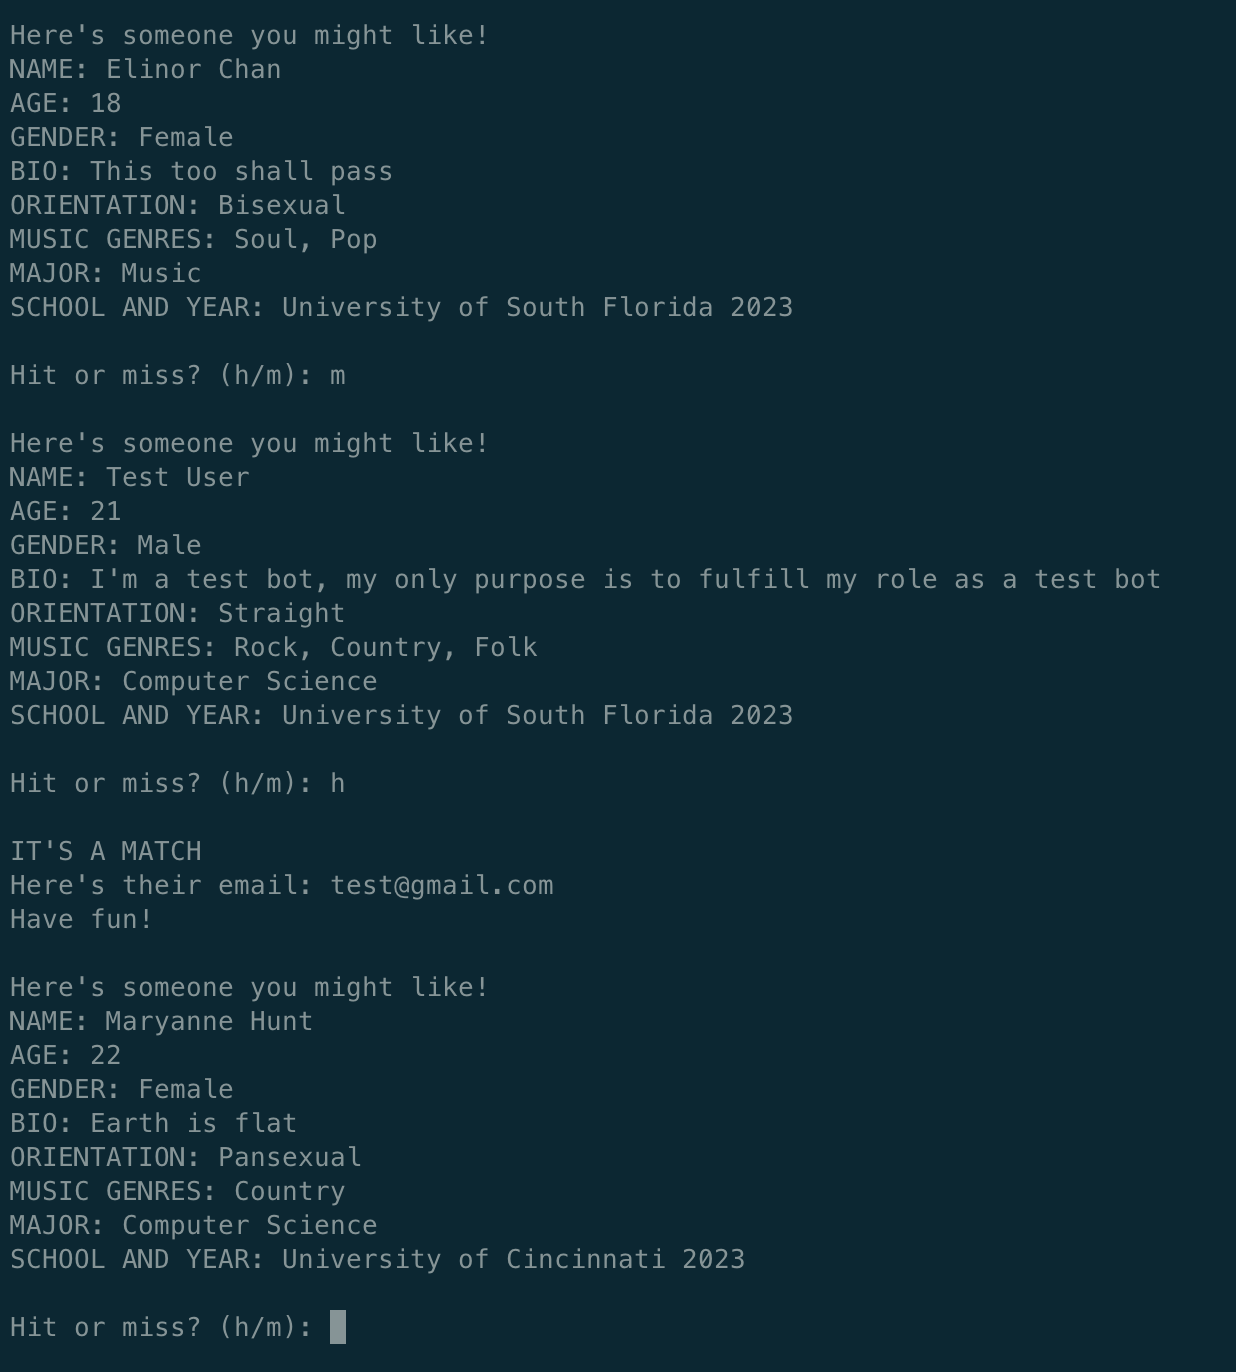 Here's someone you might like!
NAME: Elinor Chan
AGE: 18
GENDER: Female
BIO: This too shall pass
ORIENTATION: Bisexual
MUSIC GENRES: Soul, Pop
MAJOR: Music
SCHOOL AND YEAR: University of South Florida 2023

Hit or miss? (h/m): m

Here's someone you might like!
NAME: Test User
AGE: 21
GENDER: Male
BIO: I'm a test bot, my only purpose is to fulfill my role as a test bot
ORIENTATION: Straight
MUSIC GENRES: Rock, Country, Folk
MAJOR: Computer Science
SCHOOL AND YEAR: University of South Florida 2023

Hit or miss? (h/m): h

IT'S A MATCH
Here's their email: test@gmail.com
Have fun!

Here's someone you might like!
NAME: Maryanne Hunt
AGE: 22
GENDER: Female
BIO: Earth is flat
ORIENTATION: Pansexual
MUSIC GENRES: Country
MAJOR: Computer Science
SCHOOL AND YEAR: University of Cincinnati 2023

Hit or miss? (h/m):